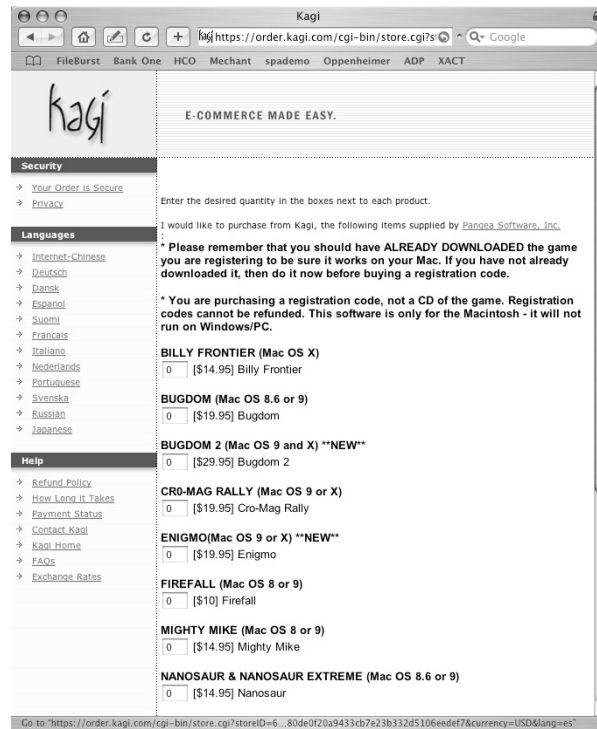 Kagi
https://order.kagi.com/cgi-bin/store.cgi?s
Google
FileBurst Bank One HCO Mechant spademo Oppenheimer ADP XACT
kagi
E-COMMERCE MADE EASY.
Security
Your Order is Secure
Privacy
Languages
Internet-Chinese
Deutsch
Dansk
Espanol
Suomi
Francais
Italiano
Nederlands
Portuguese
Svenska
Russian
Japanese
Help
Refund Policy
How Long it Takes
Payment Status
Contact Kagi
Kagi Home
FAQs
Exchange Rates
Enter the desired quantity in the boxes next to each product.
I would like to purchase from Kagi, the following items supplied by Pangea Software, Inc.
:
* Please remember that you should have ALREADY DOWNLOADED the game
you are registering to be sure it works on your Mac. If you have not already
downloaded it, then do it now before buying a registration code.
* You are purchasing a registration code, not a CD of the game. Registration
codes cannot be refunded. This software is only for the Macintosh - it will not
run on Windows/PC.
BILLY FRONTIER (Mac OS X)
0 [$14.95] Billy Frontier
BUGDOM (Mac OS 8.6 or 9)
0 [$19.95] Bugdom
BUGDOM 2 (Mac OS 9 and X) **NEW**
0 [$29.95] Bugdom 2
CR0-MAG RALLY (Mac OS 9 or X)
0 [$19.95] Cro-Mag Rally
ENIGMO(Mac OS 9 or X) **NEW**
0 [$19.95] Enigmo
FIREFALL (Mac OS 8 or 9)
0 [$10] Firefall
MIGHTY MIKE (Mac OS 8 or 9)
0 [$14.95] Mighty Mike
NANOSAUR & NANOSAUR EXTREME (Mac OS 8.6 or 9)
0 [$14.95] Nanosaur
Go to "https://order.kagi.com/cgi-bin/store.cgi?storeID=6...80de0f20a9433cb7e23b332d5106eedef7&currency=USD&lang=es"